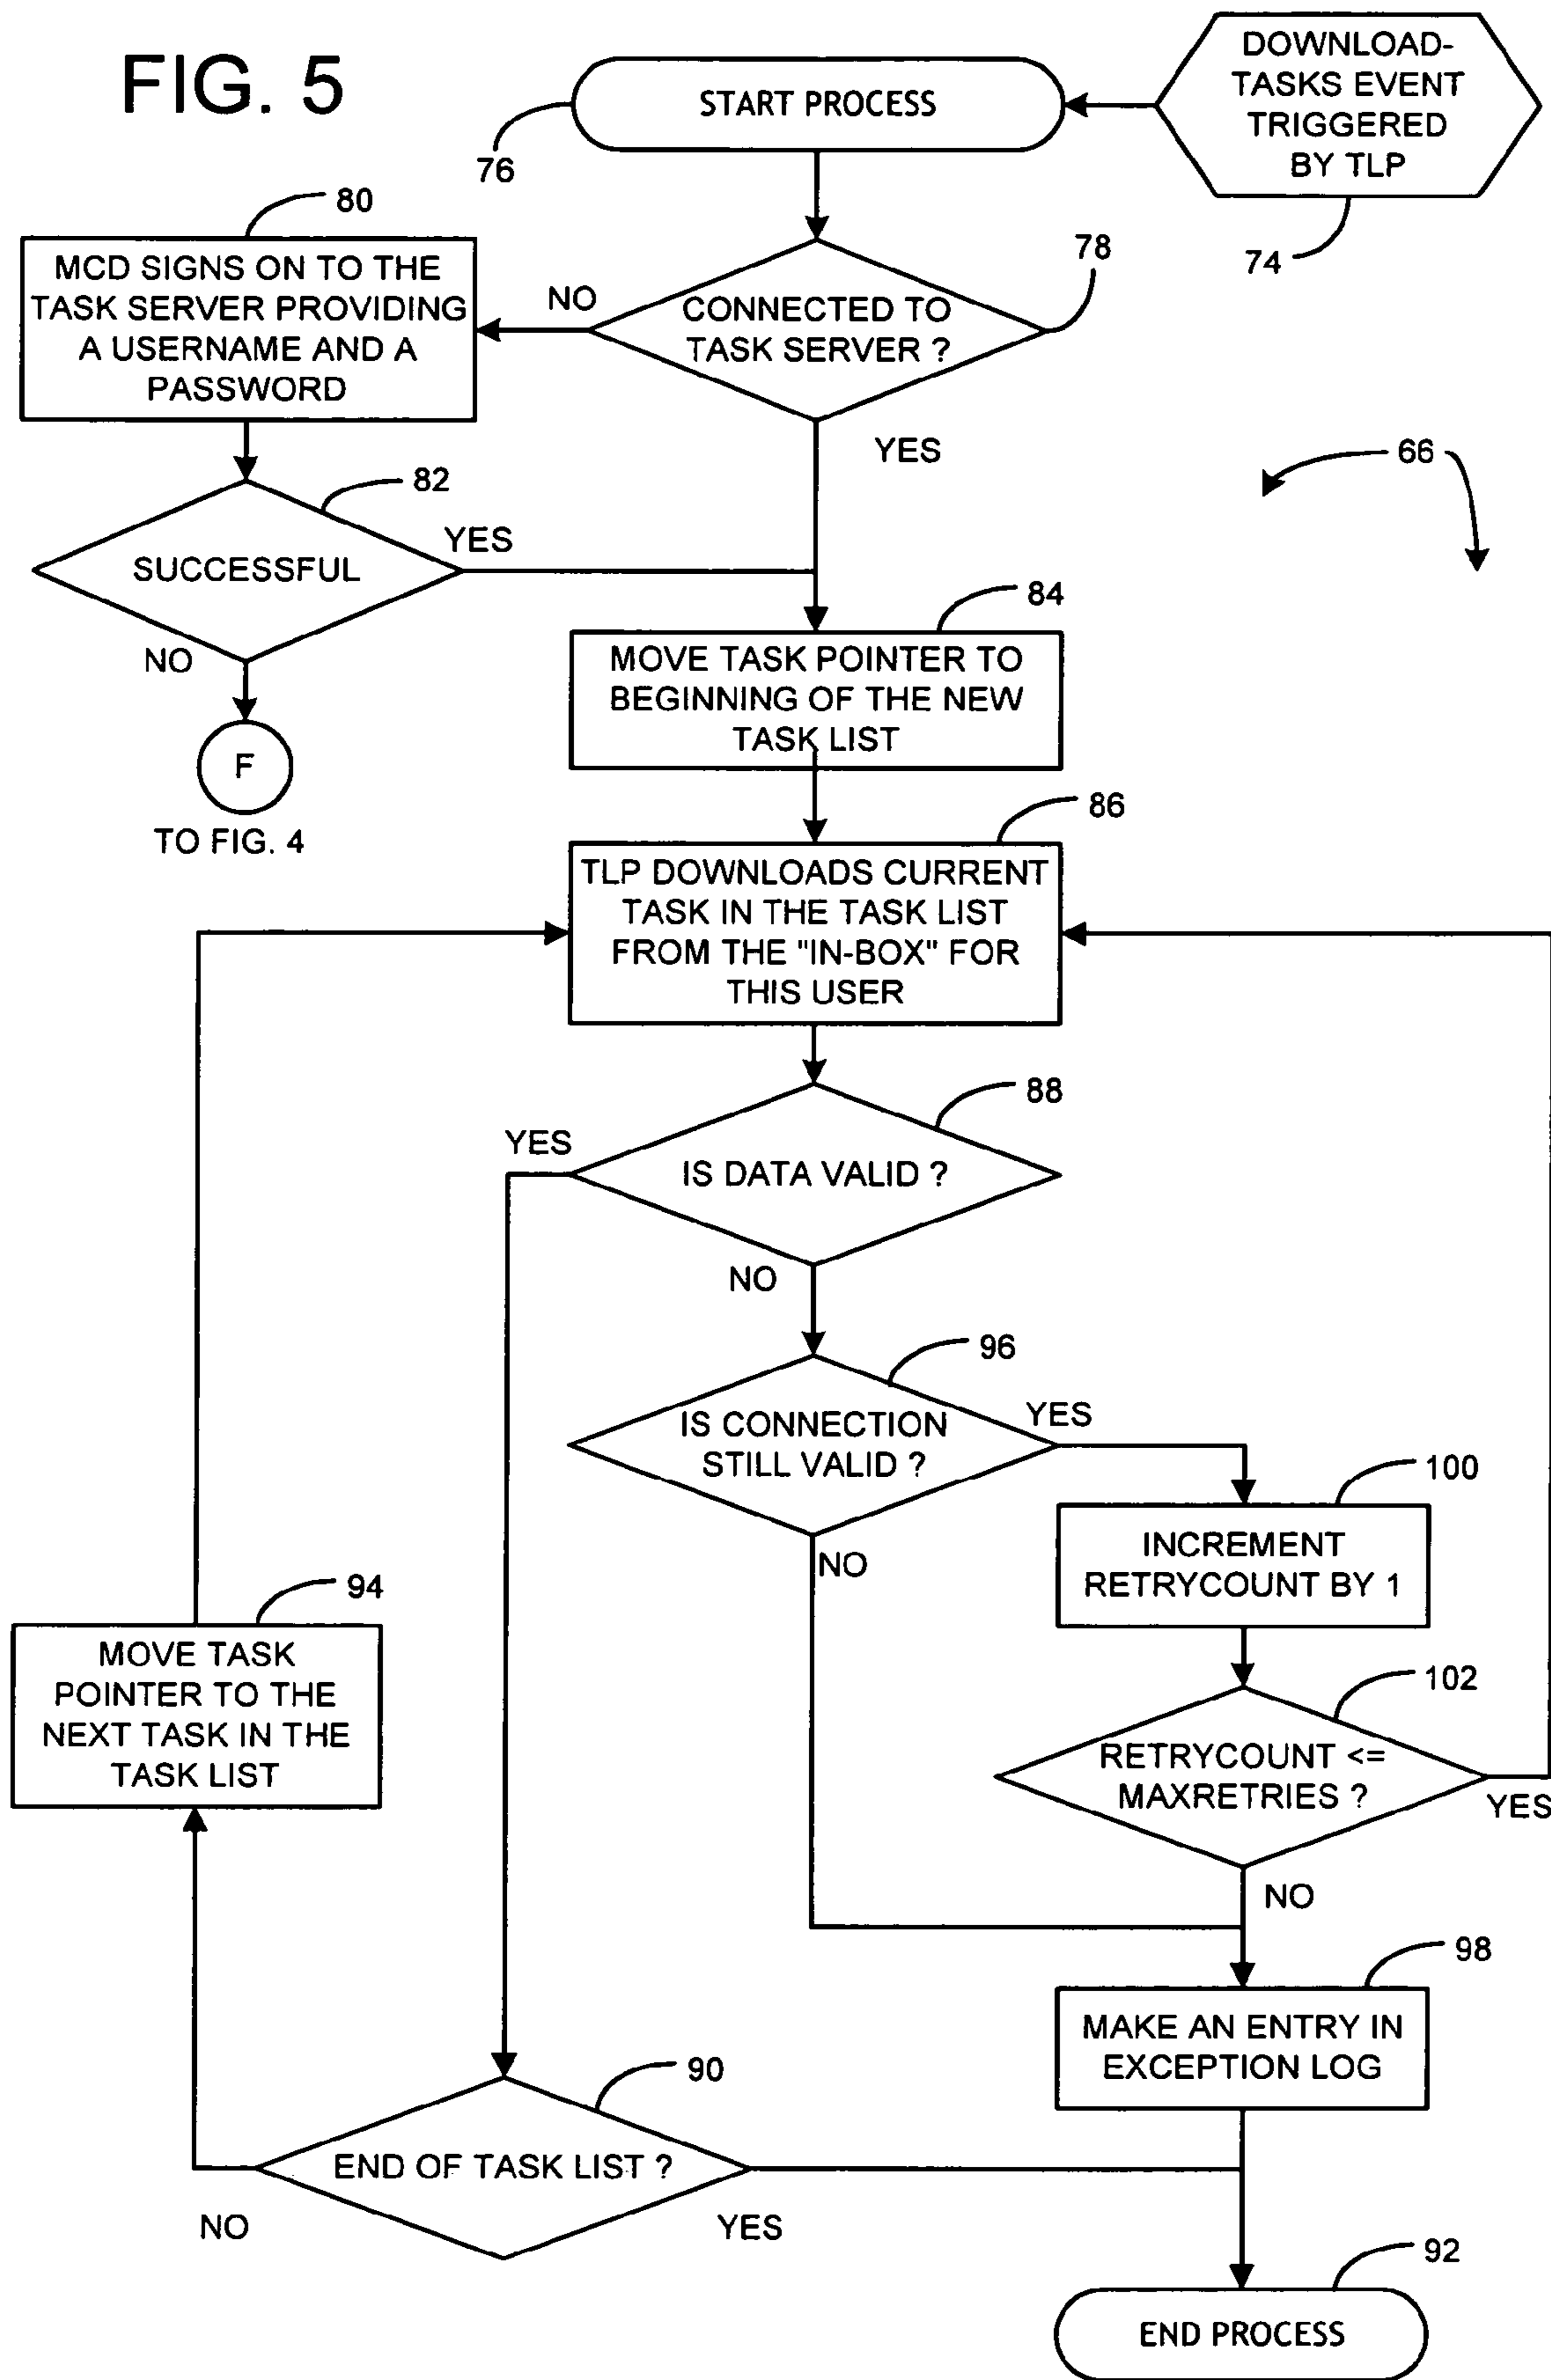 FIG. 5
START PROCESS
DOWNLOAD-
TASKS EVENT
TRIGGERED
BY TLP
76
74
80
MCD SIGNS ON TO THE
TASK SERVER PROVIDING
A USERNAME AND A
PASSWORD
NO
CONNECTED TO
TASK SERVER ?
78
YES
66
82
SUCCESSFUL
YES
NO
F
TO FIG. 4
84
MOVE TASK POINTER TO
BEGINNING OF THE NEW
TASK LIST
86
TLP DOWNLOADS CURRENT
TASK IN THE TASK LIST
FROM THE "IN-BOX" FOR
THIS USER
88
YES
IS DATA VALID ?
NO
96
IS CONNECTION
STILL VALID ?
YES
NO
100
INCREMENT
RETRYCOUNT BY 1
94
MOVE TASK
POINTER TO THE
NEXT TASK IN THE
TASK LIST
102
RETRYCOUNT <=
MAXRETRIES ?
YES
NO
98
MAKE AN ENTRY IN
EXCEPTION LOG
90
END OF TASK LIST ?
NO
YES
92
END PROCESS